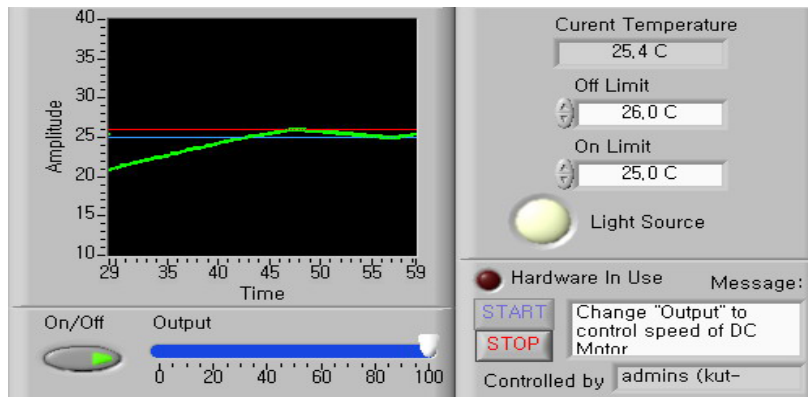 40
35
30
25
20
15
10
Amplitude
29 35 40 45 50 55 59
Time
On/Off Output
0 20 40 60 80 100
Curent Temperature
25,4 C
Off Limit
26,0 C
On Limit
25,0 C
Light Source
Hardware In Use Message:
START
STOP
Change "Output" to
control speed of DC
Motor
Controlled by admins (kut-